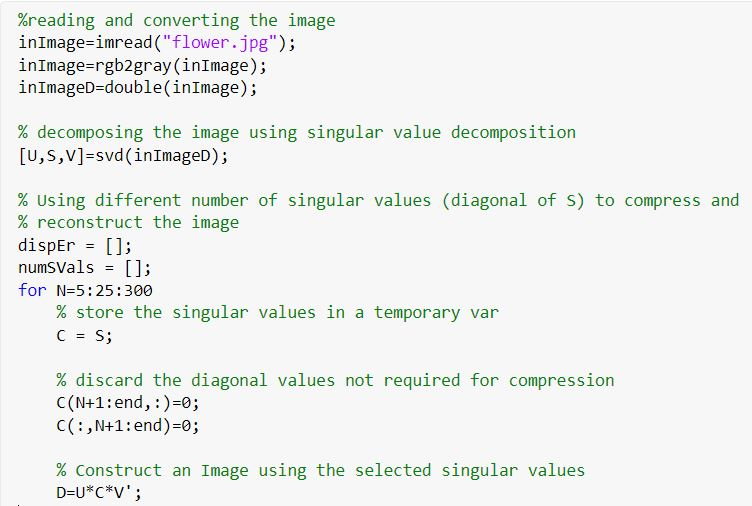 %reading and converting the image
inImage=imread("flower.jpg");
inImage=rgb2gray(inImage);
inImageD=double(inImage);
% decomposing the image using singular value decomposition
[U,S,V]=svd(inImageD);
% Using different number of singular values (diagonal of S) to compress and
% reconstruct the image
dispEr = [];
numSVals = [];
for N=5:25:300
% store the singular values in a temporary var
C = S;
% discard the diagonal values not required for compression
C(N+1:end,:)=0;
C(:,N+1:end)=0;
% Construct an Image using the selected singular values
D=U*C*V';